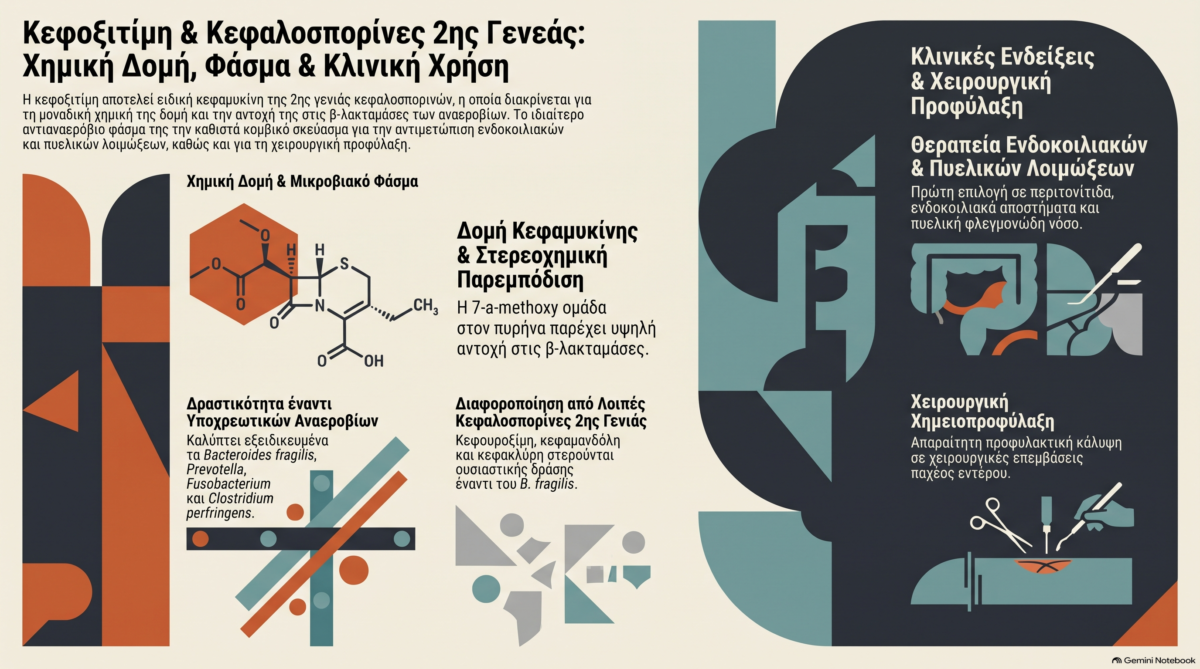 Κεφοξιτίμη & Κεφαλοσπορίνες 2ης Γενεάς:
Χημική Δομή, Φάσμα & Κλινική Χρήση
Η κεφοξιτίμη αποτελεί ειδική κεφαμυκίνη της 2ης γενιάς κεφαλοσπορινών, η οποία διακρίνεται για
τη μοναδική χημική της δομή και την αντοχή της στις β-λακταμάσες των αναεροβίων. Το ιδιαίτερο
αντιαναερόβιο φάσμα της την καθιστά κομβικό σκεύασμα για την αντιμετώπιση ενδοκοιλιακών
και πυελικών λοιμώξεων, καθώς και για τη χειρουργική προφύλαξη.
Χημική Δομή & Μικροβιακό Φάσμα
O
H
H
S
O
O
N
O
CH3
O
OH
Δομή Κεφαμυκίνης
& Στερεοχημική
Παρεμπόδιση
Η 7-α-methoxy ομάδα
στον πυρήνα παρέχει υψηλή
αντοχή στις β-λακταμάσες.
Δραστικότητα έναντι
Υποχρεωτικών Αναεροβίων
Καλύπτει εξειδικευμένα
τα Bacteroides fragilis,
Prevotella,
Fusobacterium
και Clostridium
perfringens.
Διαφοροποίηση από Λοιπές
Κεφαλοσπορίνες 2ης Γενιάς
Κεφουροξίμη, κεφαμανδόλη
και κεφακλύρη στερούνται
ουσιαστικής δράσης
έναντι του B. fragilis.
Κλινικές Ενδείξεις
& Χειρουργική
Προφύλαξη
Θεραπεία Ενδοκοιλιακών
& Πυελικών Λοιμώξεων
Πρώτη επιλογή σε περιτονίτιδα,
ενδοκοιλιακά αποστήματα και
πυελική φλεγμονώδη νόσο.
Χειρουργική
Χημειοπροφύλαξη
Απαραίτητη προφυλακτική κάλυψη
σε χειρουργικές επεμβάσεις
παχέος εντέρου.
Gemini Notebook